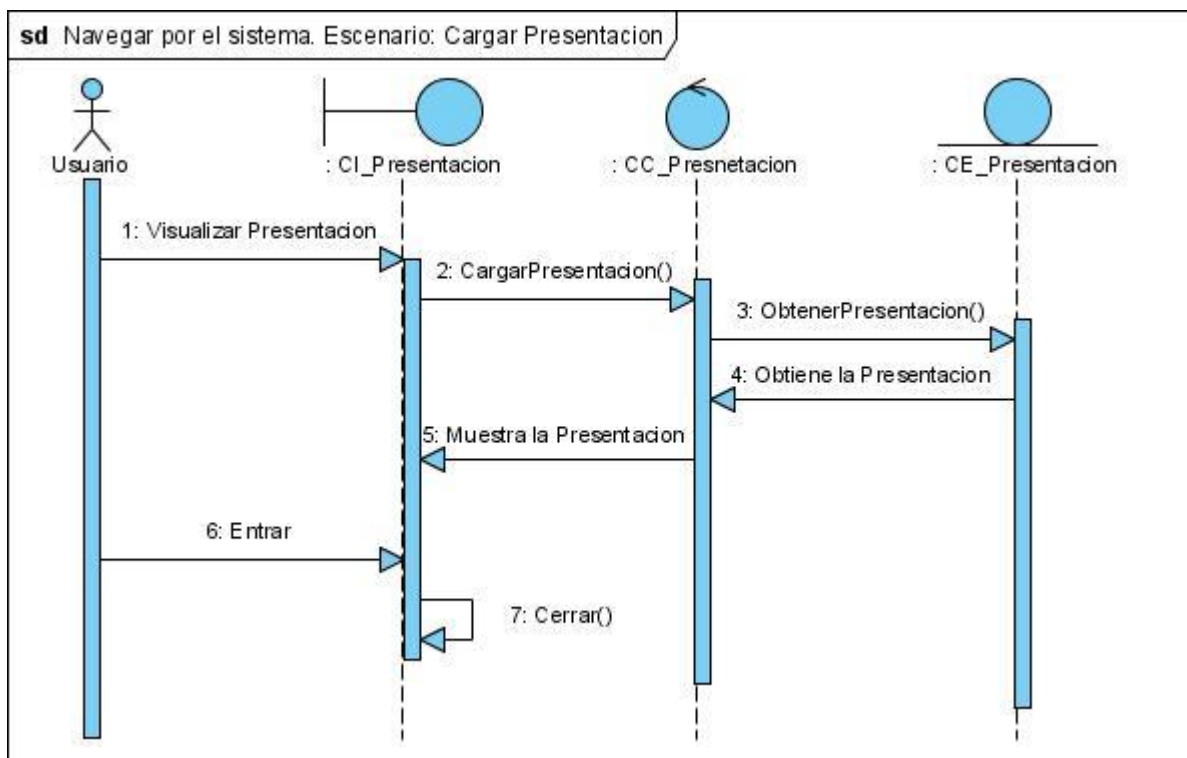 sd Navegar por el sistema. Escenario: Cargar Presentacion
Usuario
: CI_Presentacion
: CC_Presnetacion
: CE_Presentacion
1: Visualizar Presentacion
2: CargarPresentacion()
3: ObtenerPresentacion()
4: Obtiene la Presentacion
5: Muestra la Presentacion
6: Entrar
7: Cerrar()